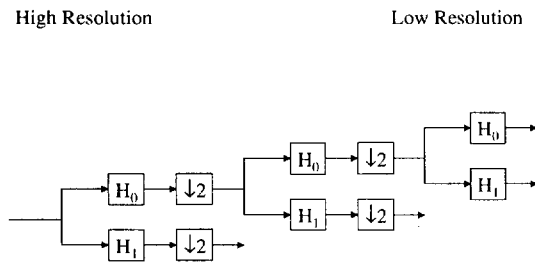 High Resolution Low Resolution
H₀
H₀ ↓2 H₁
H₀ ↓2 H₁ ↓2
H₁ ↓2